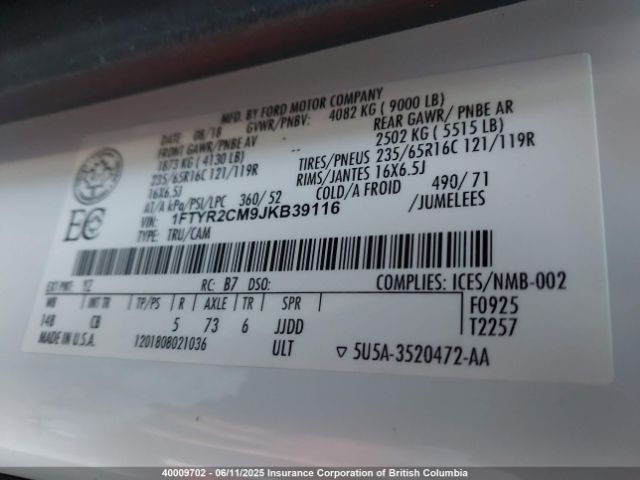 MFD. BY FORD MOTOR COMPANY
DATE: 08/18 GVWR/PNBV: 4082 KG ( 9000 LB)
FRONT GAWR/PNBE AV -- REAR GAWR/ PNBE AR
1873 KG ( 4130 LB) 2502 KG ( 5515 LB)
235/65R16C 121/119R TIRES/PNEUS 235/65R16C 121/119R
16X6.5J RIMS/JANTES 16X6.5J
AT/A kPa/PSI/LPC 360/ 52 COLD/A FROID 490/ 71
VIN: 1FTYR2CM9JKB39116 /JUMELEES
TYPE: TRU/CAM
EC
EXT PNT: YZ RC: B7 DSO: COMPLIES: ICES/NMB-002
WB INT TR TP/PS R AXLE TR SPR F0925
148 CB 5 73 6 JJDD T2257
MADE IN U.S.A. 1201808021036 ULT ▽ 5U5A-3520472-AA
40009702 - 06/11/2025 Insurance Corporation of British Columbia